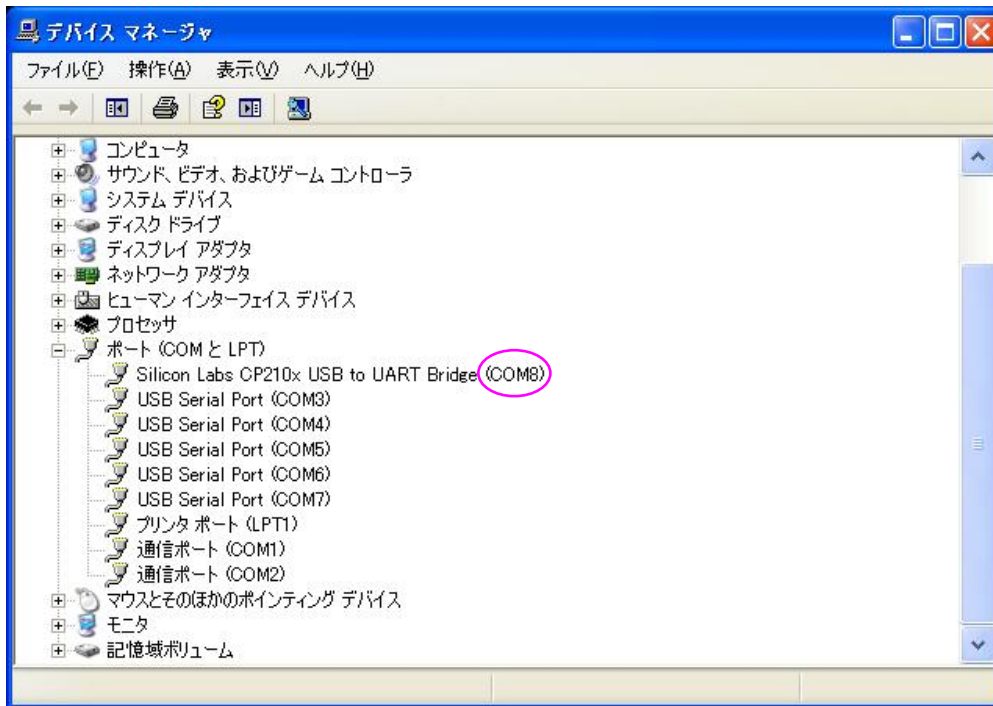 デバイス マネージャ
ファイル(F) 操作(A) 表示(V) ヘルプ(H)
コンピュータ
サウンド、ビデオ、およびゲーム コントローラ
システム デバイス
ディスク ドライブ
ディスプレイ アダプタ
ネットワーク アダプタ
ヒューマン インターフェイス デバイス
プロセッサ
ポート (COM と LPT)
Silicon Labs CP210x USB to UART Bridge (COM8)
USB Serial Port (COM3)
USB Serial Port (COM4)
USB Serial Port (COM5)
USB Serial Port (COM6)
USB Serial Port (COM7)
プリンタ ポート (LPT1)
通信ポート (COM1)
通信ポート (COM2)
マウスとそのほかのポインティング デバイス
モニタ
記憶域ボリューム